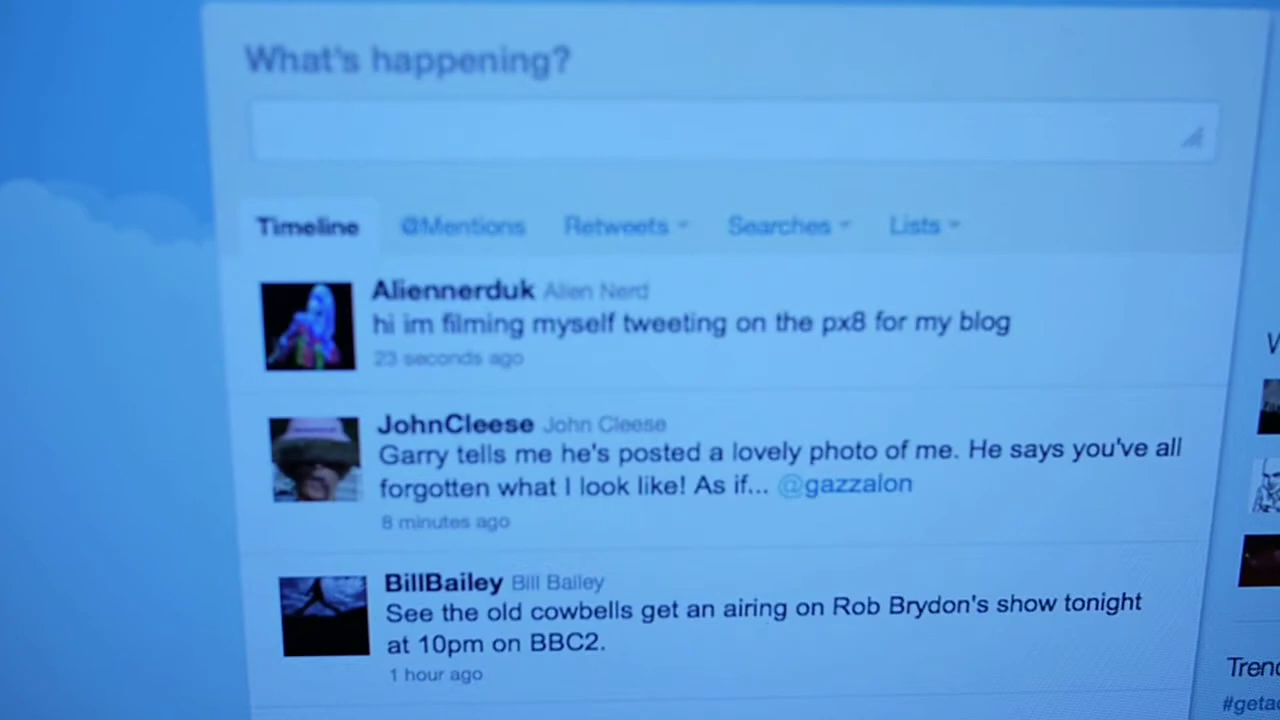 What's happening?
Timeline @Mentions Retweets Searches Lists
Aliennerduk Alien Nerd
hi im filming myself tweeting on the px8 for my blog
23 seconds ago
JohnCleese John Cleese
Garry tells me he's posted a lovely photo of me. He says you've all
forgotten what I look like! As if... @gazzalon
8 minutes ago
BillBailey Bill Bailey
See the old cowbells get an airing on Rob Brydon's show tonight
at 10pm on BBC2.
1 hour ago